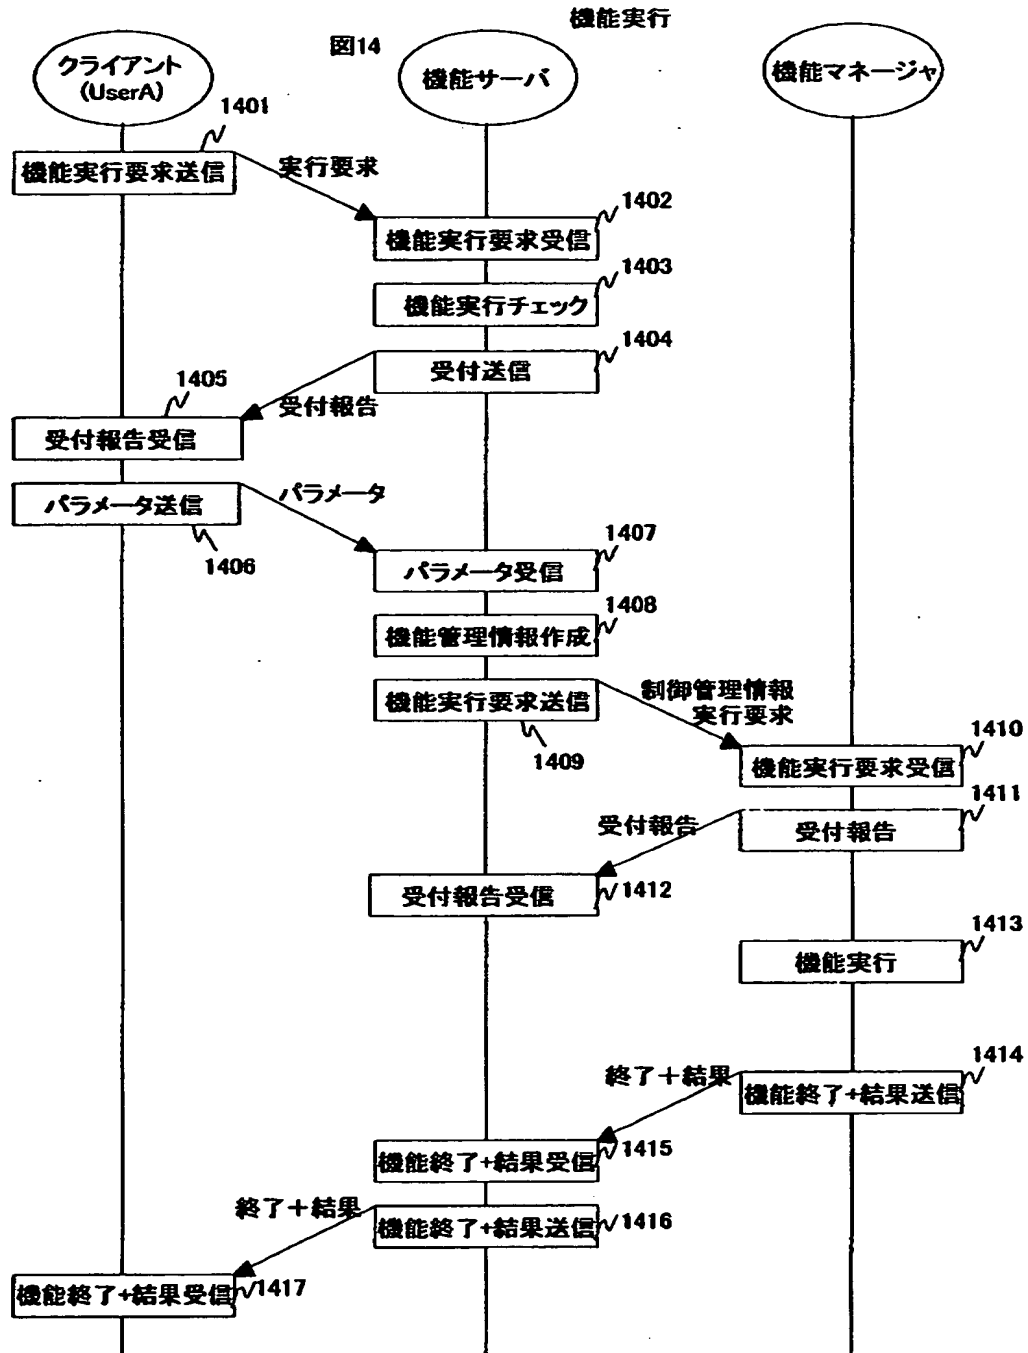 機能実行
図14
クライアント
(UserA)
機能サーバ
機能マネージャ
1401
機能実行要求送信
実行要求
1402
機能実行要求受信
1403
機能実行チェック
1404
受付送信
1405
受付報告
受付報告受信
パラメータ送信
パラメータ
1406
1407
パラメータ受信
1408
機能管理情報作成
機能実行要求送信
制御管理情報
実行要求
1409
1410
機能実行要求受信
1411
受付報告
受付報告
受付報告受信
1412
1413
機能実行
1414
終了+結果
機能終了+結果送信
機能終了+結果受信
1415
終了+結果
機能終了+結果送信
1416
機能終了+結果受信
1417